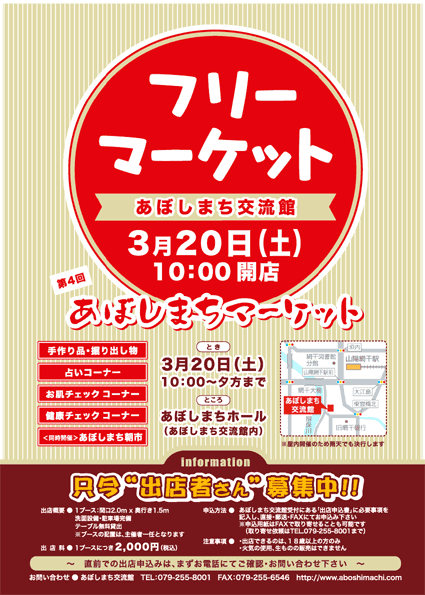 フリー
マーケット
あぼしまち交流館
3月20日(土)
10:00 開店
第4回
あぼしまちマーケット
手作り品・掘り出し物
占いコーナー
お肌チェック コーナー
健康チェック コーナー
<同時開催>あぼしまち朝市
とき
3月20日(土)
10:00〜夕方まで
ところ
あぼしまちホール
(あぼしまち交流館内)
山陽網干駅
あぼしまち
交流館
※屋内開催のため雨天でも決行します
information
只今“出店者さん”募集中!!
出店概要 ● 1ブース：間口2.0m x 奥行き1.5m
洗面設備・駐車場完備
テーブル無料貸出
※ブースの配置は、主催者一任となります
出 店 料 ● 1ブースにつき 2,000円(税込)
申込方法 ● あぼしまち交流館受付にある「出店申込書」に必要事項を
記入し、直接・郵送・FAXにてお申込み下さい
※申込用紙はFAXで取り寄せることも可能です
(取り寄せ依頼はTEL.079-255-8001まで)
注意事項 ● ・出店できるのは、18歳以上の方のみ
・火気の使用、生ものの販売はできません
〜 直前での出店申込みは、まずお電話にてご確認・お問い合わせ下さい 〜
お問い合わせ ● あぼしまち交流館 TEL：079-255-8001 FAX：079-255-6546 http://www.aboshimachi.com/